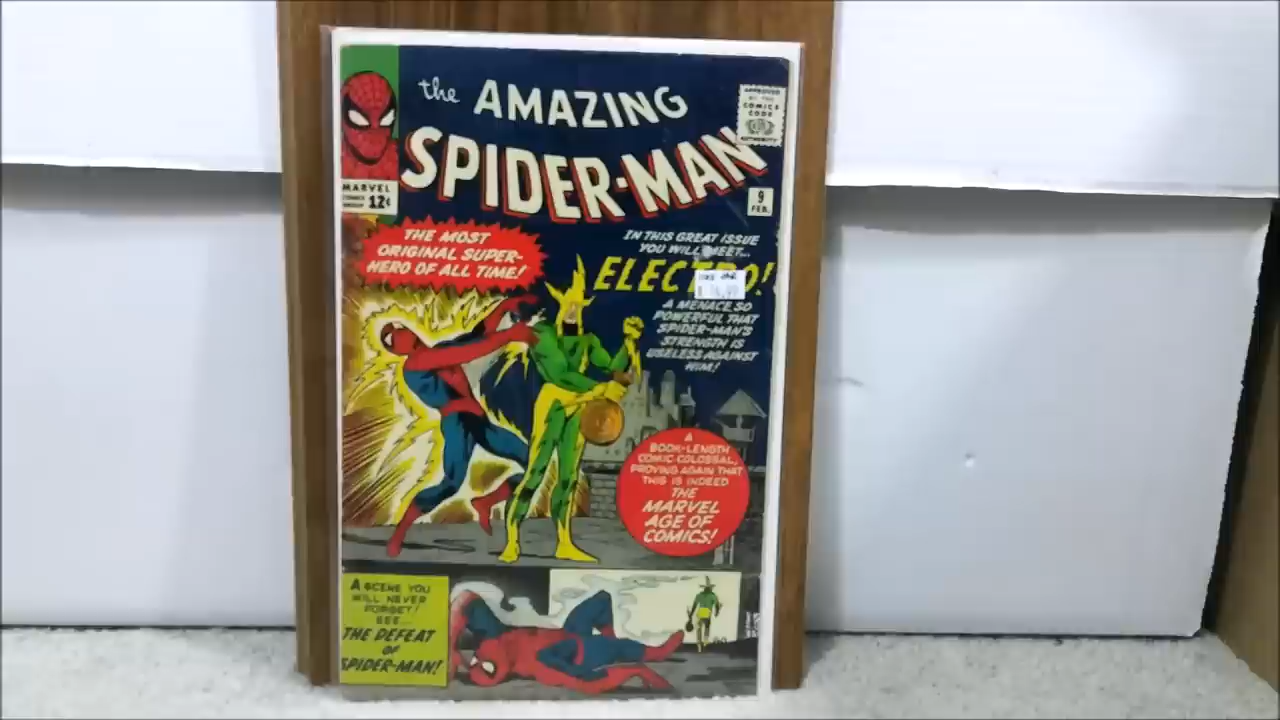 the AMAZING
SPIDER-MAN
APPROVED
BY THE
COMICS
CODE
AUTHORITY
MARVEL
COMICS
GROUP 12¢
9
FEB.
THE MOST
ORIGINAL SUPER-
HERO OF ALL TIME!
IN THIS GREAT ISSUE
YOU WILL MEET...
ELECTRO!
A MENACE SO
POWERFUL THAT
SPIDER-MAN'S
STRENGTH IS
USELESS AGAINST
HIM!
A
BOOK-LENGTH
COMIC COLOSSAL,
PROVING AGAIN THAT
THIS IS INDEED
THE
MARVEL
AGE OF
COMICS!
A SCENE YOU
WILL NEVER
FORGET!
SEE...
THE DEFEAT
OF
SPIDER-MAN!